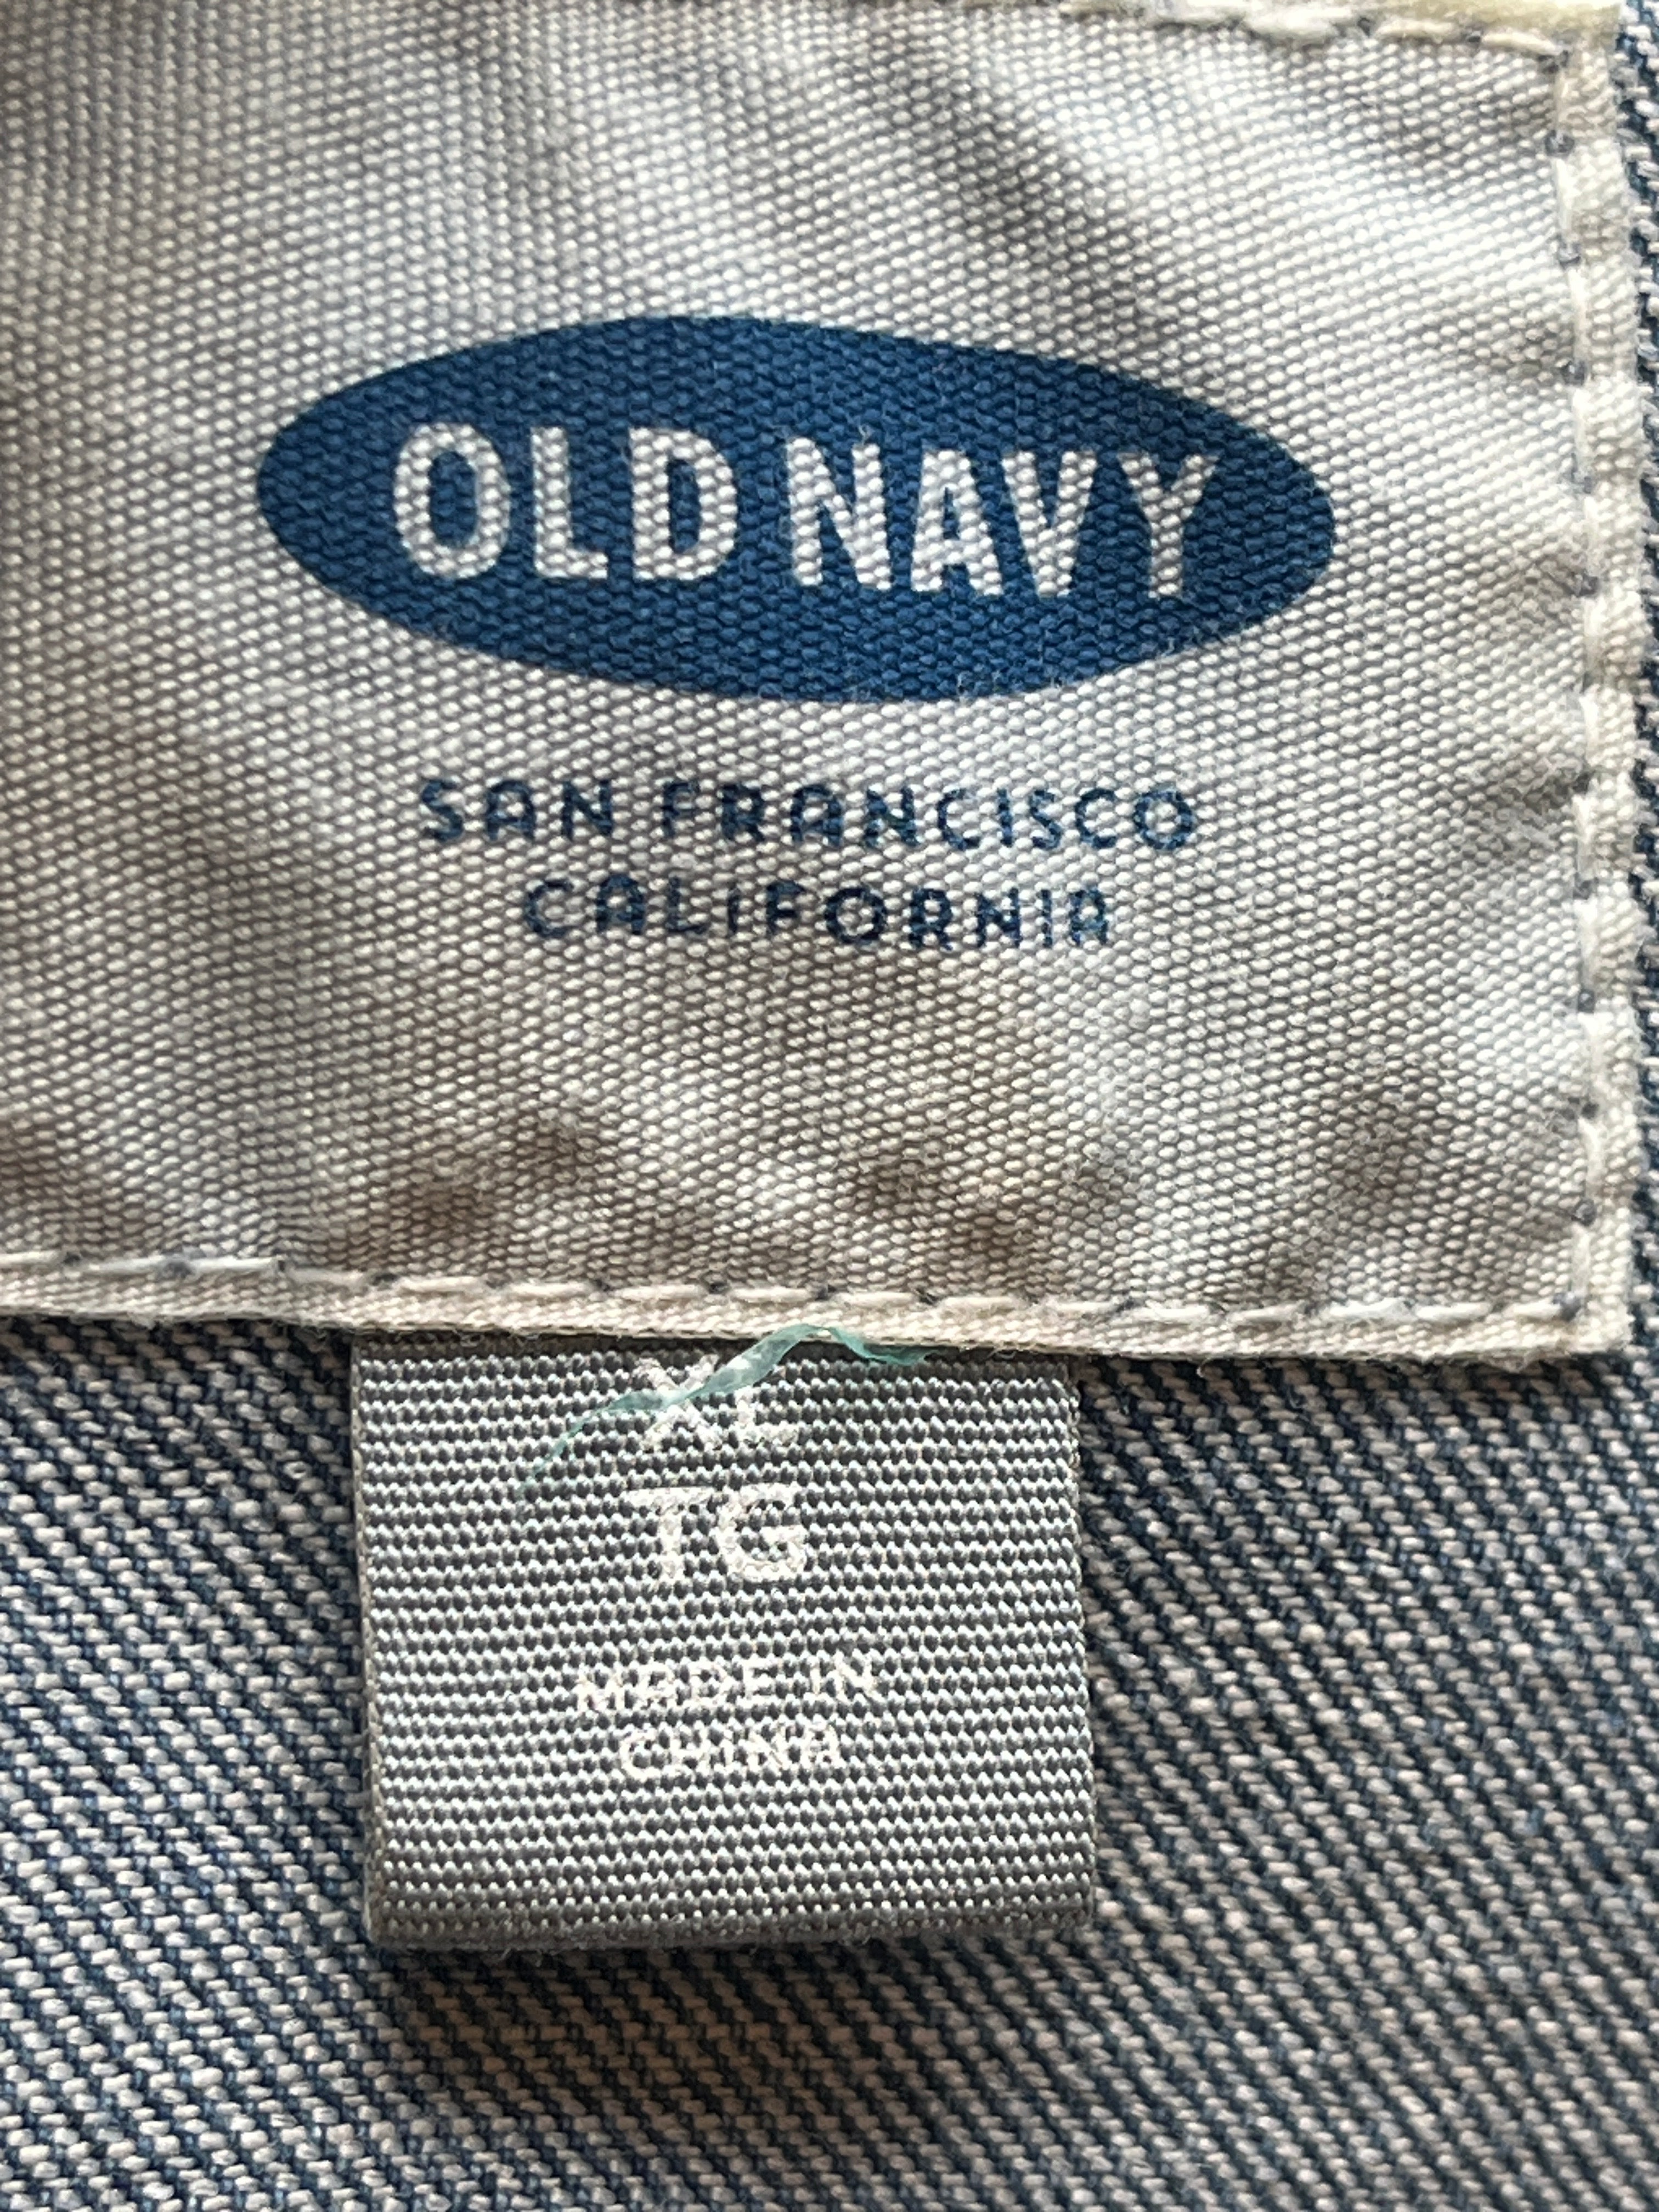 OLD NAVY
SAN FRANCISCO
CALIFORNIA
XL
TG
MADE IN
CHINA